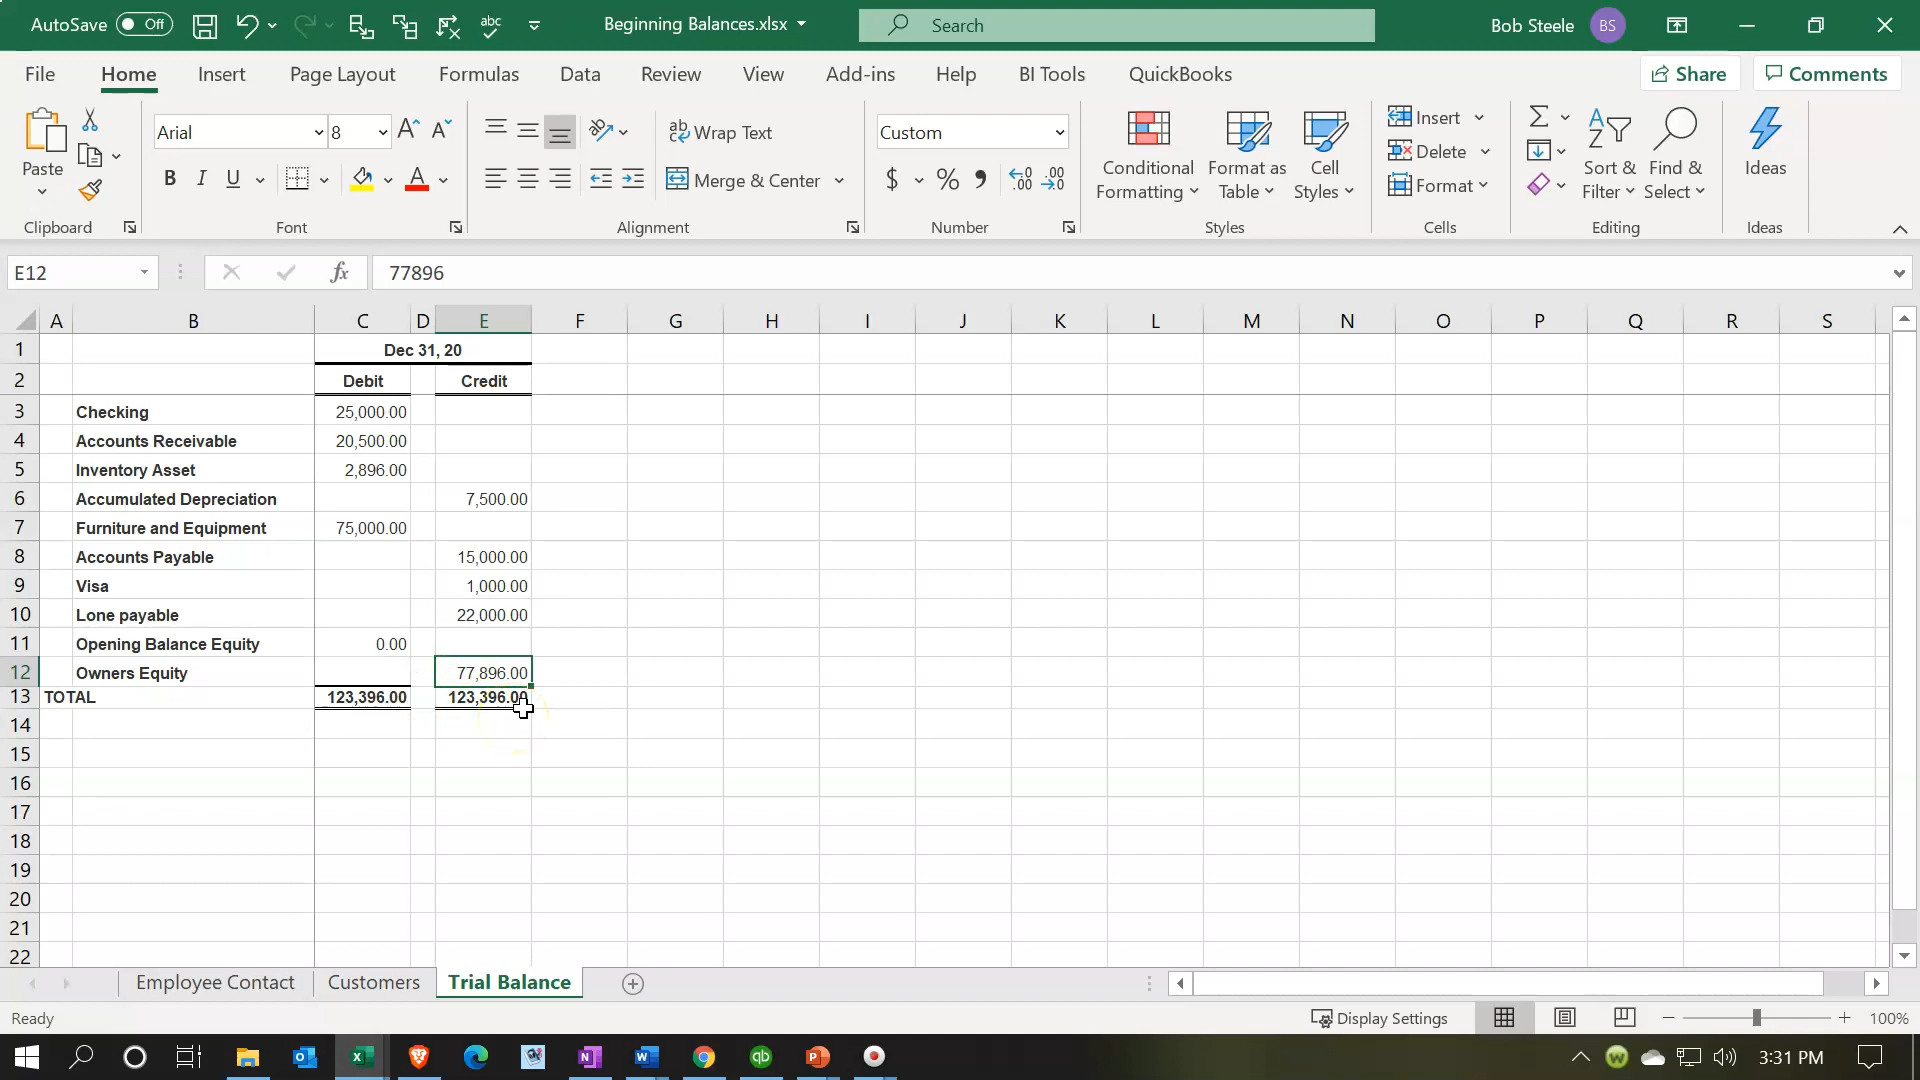 AutoSave Off abc Beginning Balances.xlsx Search Bob Steele BS
File Home Insert Page Layout Formulas Data Review View Add-ins Help BI Tools QuickBooks Share Comments
Paste
Clipboard
Arial 8
B I U A
Font
ab Wrap Text
Merge & Center
Alignment
Custom
$ % 9 .00 .00
Number
Conditional Formatting
Format as Table
Cell Styles
Styles
Insert
Delete
Format
Cells
Sort & Filter
Find & Select
Editing
Ideas
Ideas
E12 fx 77896
A B C D E F G H I J K L M N O P Q R S
1 Dec 31, 20
2 Debit Credit
3 Checking 25,000.00
4 Accounts Receivable 20,500.00
5 Inventory Asset 2,896.00
6 Accumulated Depreciation 7,500.00
7 Furniture and Equipment 75,000.00
8 Accounts Payable 15,000.00
9 Visa 1,000.00
10 Lone payable 22,000.00
11 Opening Balance Equity 0.00
12 Owners Equity 77,896.00
13 TOTAL 123,396.00 123,396.00
14
15
16
17
18
19
20
21
22
Employee Contact Customers Trial Balance
Ready Display Settings 100%
3:31 PM